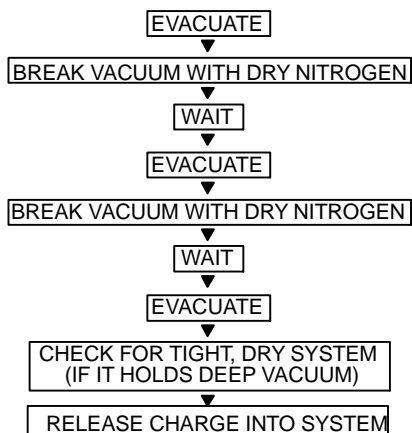 EVACUATE
BREAK VACUUM WITH DRY NITROGEN
WAIT
EVACUATE
BREAK VACUUM WITH DRY NITROGEN
WAIT
EVACUATE
CHECK FOR TIGHT, DRY SYSTEM
(IF IT HOLDS DEEP VACUUM)
RELEASE CHARGE INTO SYSTEM